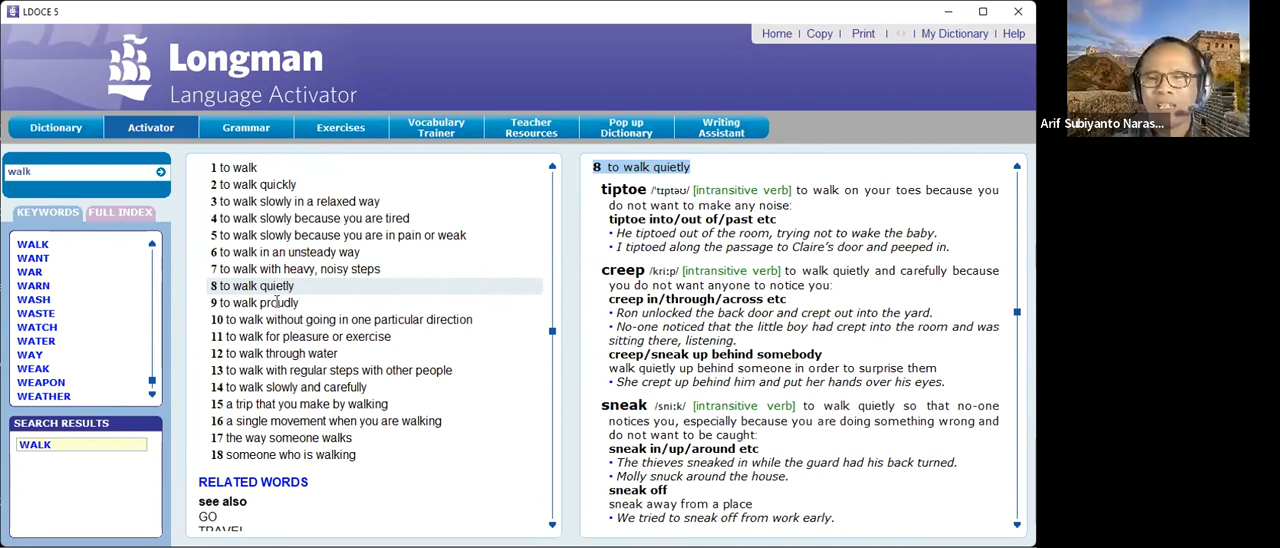 LDOCE 5
Home | Copy | Print | | My Dictionary | Help
Longman
Language Activator
Dictionary
Activator
Grammar
Exercises
Vocabulary
Trainer
Teacher
Resources
Pop up
Dictionary
Writing
Assistant
walk
KEYWORDS
FULL INDEX
WALK
WANT
WAR
WARN
WASH
WASTE
WATCH
WATER
WAY
WEAK
WEAPON
WEATHER
SEARCH RESULTS
WALK
1 to walk
2 to walk quickly
3 to walk slowly in a relaxed way
4 to walk slowly because you are tired
5 to walk slowly because you are in pain or weak
6 to walk in an unsteady way
7 to walk with heavy, noisy steps
8 to walk quietly
9 to walk proudly
10 to walk without going in one particular direction
11 to walk for pleasure or exercise
12 to walk through water
13 to walk with regular steps with other people
14 to walk slowly and carefully
15 a trip that you make by walking
16 a single movement when you are walking
17 the way someone walks
18 someone who is walking
RELATED WORDS
see also
GO
TRAVEL
8 to walk quietly
tiptoe /ˈtɪptəʊ/ [intransitive verb] to walk on your toes because you
do not want to make any noise:
tiptoe into/out of/past etc
• He tiptoed out of the room, trying not to wake the baby.
• I tiptoed along the passage to Claire's door and peeped in.
creep /kriːp/ [intransitive verb] to walk quietly and carefully because
you do not want anyone to notice you:
creep in/through/across etc
• Ron unlocked the back door and crept out into the yard.
• No-one noticed that the little boy had crept into the room and was
sitting there, listening.
creep/sneak up behind somebody
walk quietly up behind someone in order to surprise them
• She crept up behind him and put her hands over his eyes.
sneak /sniːk/ [intransitive verb] to walk quietly so that no-one
notices you, especially because you are doing something wrong and
do not want to be caught:
sneak in/up/around etc
• The thieves sneaked in while the guard had his back turned.
• Molly snuck around the house.
sneak off
sneak away from a place
• We tried to sneak off from work early.
Arif Subiyanto Naras...